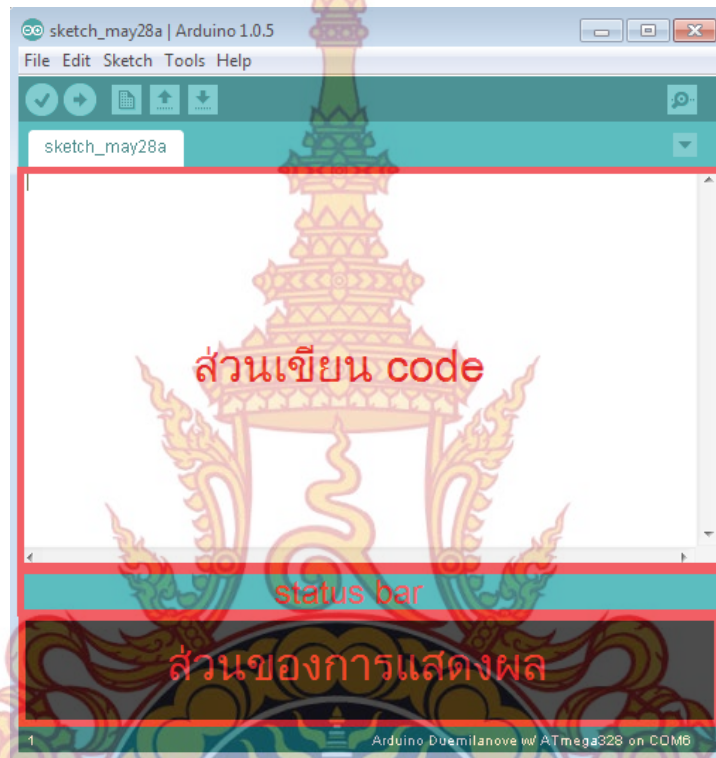 sketch_may28a | Arduino 1.0.5
File Edit Sketch Tools Help
sketch_may28a
ส่วนเขียน code
status bar
ส่วนของการแสดงผล
1
Arduino Duemilanove w/ ATmega328 on COM6